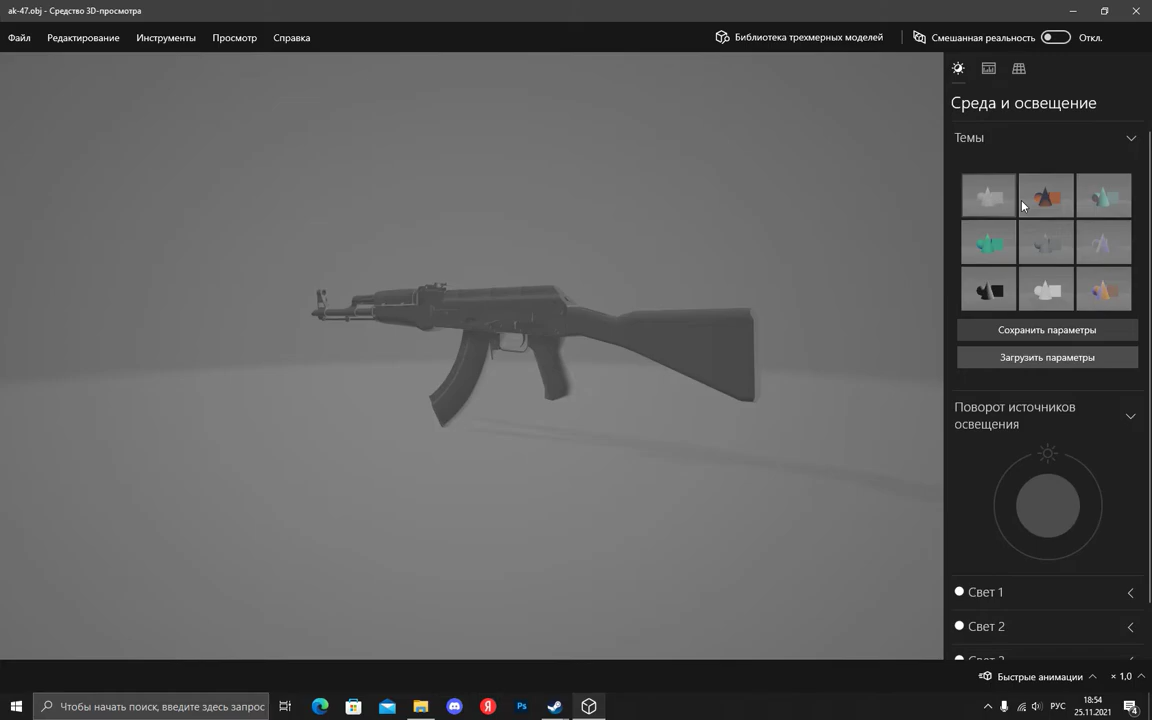 ak-47.obj - Средство 3D-просмотра
Файл Редактирование Инструменты Просмотр Справка Библиотека трехмерных моделей Смешанная реальность Откл.
Среда и освещение
Темы
Сохранить параметры
Загрузить параметры
Поворот источников
освещения
Свет 1
Свет 2
Быстрые анимации × 1,0
Чтобы начать поиск, введите здесь запрос
Я
Ps
РУС
18:54
25.11.2021
4